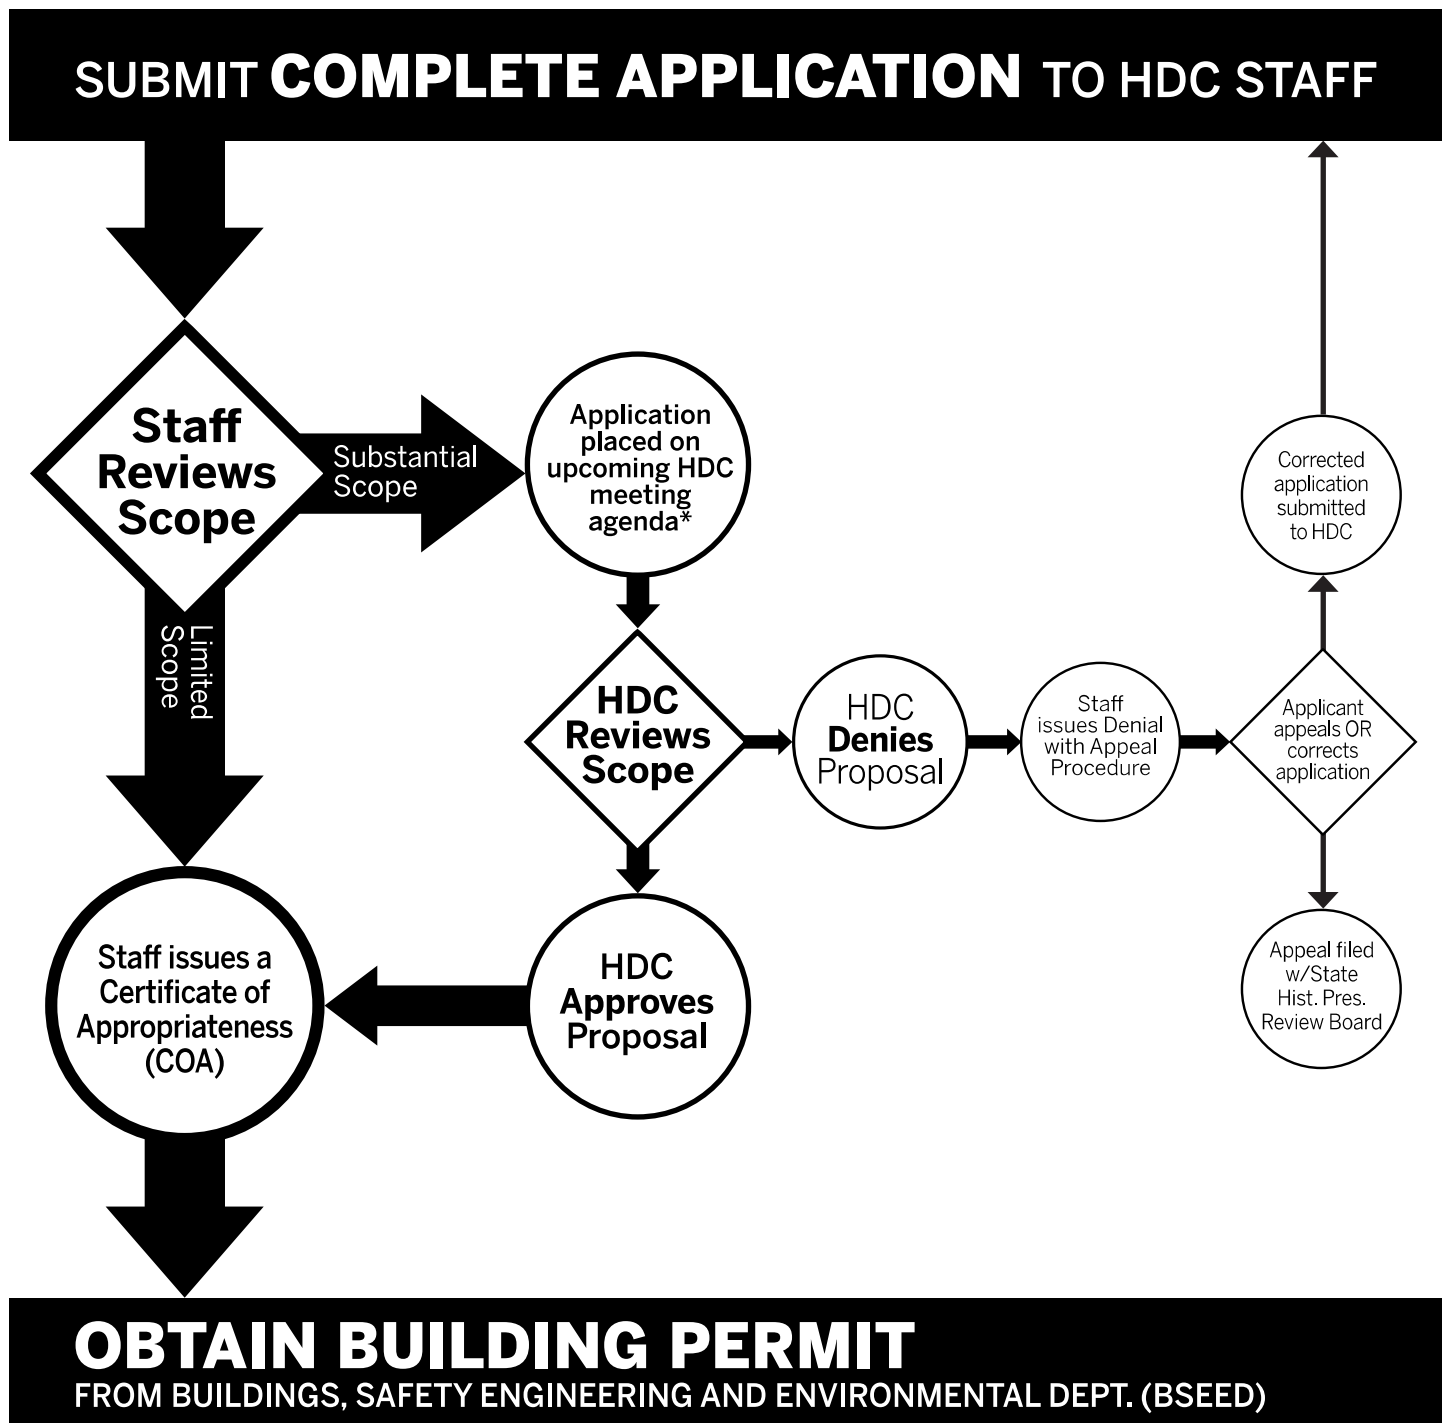 SUBMIT COMPLETE APPLICATION TO HDC STAFF
Staff
Reviews
Scope
Substantial
Scope
Application
placed on
upcoming HDC
meeting
agenda*
Corrected
application
submitted
to HDC
Limited
Scope
HDC
Reviews
Scope
HDC
Denies
Proposal
Staff
issues Denial
with Appeal
Procedure
Applicant
appeals OR
corrects
application
Staff issues a
Certificate of
Appropriateness
(COA)
HDC
Approves
Proposal
Appeal filed
w/State
Hist. Pres.
Review Board
OBTAIN BUILDING PERMIT
FROM BUILDINGS, SAFETY ENGINEERING AND ENVIRONMENTAL DEPT. (BSEED)